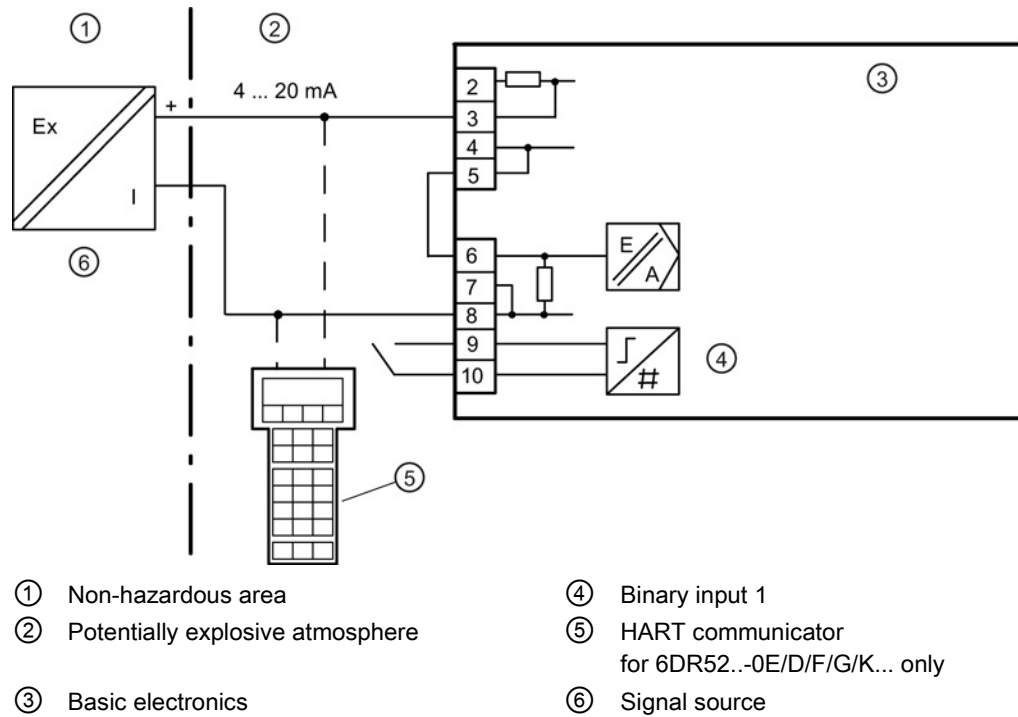 ① ②
③
4 ... 20 mA
+
Ex
I
⑥
2
3
4
5
6
7
8
9
10
E
A
④
#
⑤
① Non-hazardous area
② Potentially explosive atmosphere
③ Basic electronics
④ Binary input 1
⑤ HART communicator
for 6DR52..-0E/D/F/G/K... only
⑥ Signal source